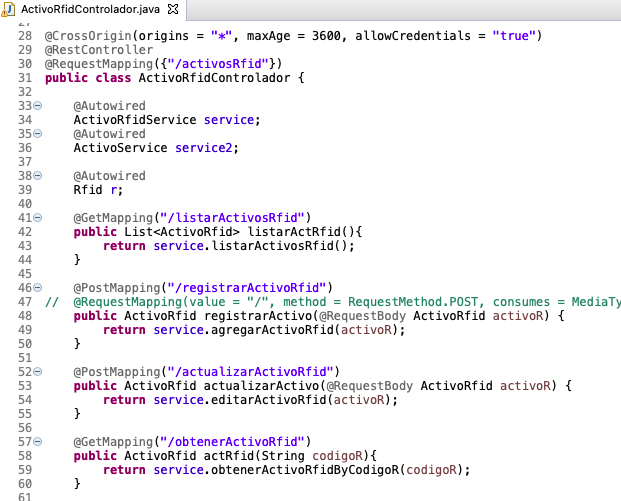 ActivoRfidControlador.java
28 @CrossOrigin(origins = "*", maxAge = 3600, allowCredentials = "true")
29 @RestController
30 @RequestMapping({"/activosRfid"})
31 public class ActivoRfidControlador {
32
33 @Autowired
34 ActivoRfidService service;
35 @Autowired
36 ActivoService service2;
37
38 @Autowired
39 Rfid r;
40
41 @GetMapping("/listarActivosRfid")
42 public List<ActivoRfid> listarActRfid(){
43 return service.listarActivosRfid();
44 }
45
46 @PostMapping("/registrarActivoRfid")
47 // @RequestMapping(value = "/", method = RequestMethod.POST, consumes = MediaTy
48 public ActivoRfid registrarActivo(@RequestBody ActivoRfid activoR) {
49 return service.agregarActivoRfid(activoR);
50 }
51
52 @PostMapping("/actualizarActivoRfid")
53 public ActivoRfid actualizarActivo(@RequestBody ActivoRfid activoR) {
54 return service.editarActivoRfid(activoR);
55 }
56
57 @GetMapping("/obtenerActivoRfid")
58 public ActivoRfid actRfid(String codigoR){
59 return service.obtenerActivoRfidByCodigoR(codigoR);
60 }
61